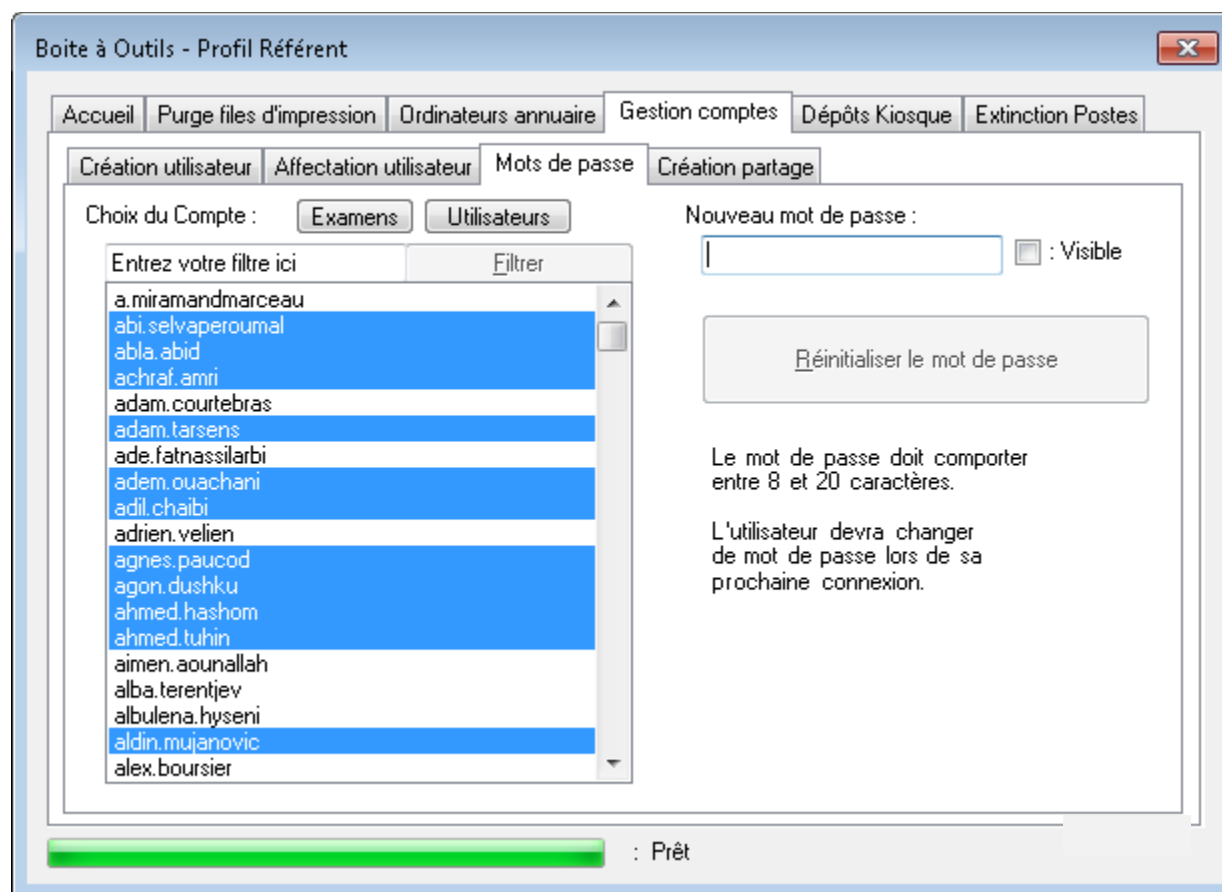 Boite à Outils - Profil Référent
Accueil Purge files d'impression Ordinateurs annuaire Gestion comptes Dépôts Kiosque Extinction Postes
Création utilisateur Affectation utilisateur Mots de passe Création partage
Choix du Compte : Examens Utilisateurs Nouveau mot de passe :
Entrez votre filtre ici Filtrer : Visible
a.miramandmarceau
abi.selvaperoumal
abla.abid
achraf.amri
adam.courtebras
adam.tarsens
ade.fatnassilarbi
adem.ouachani
adil.chaibi
adrien.velien
agnes.paucod
agon.dushku
ahmed.hashom
ahmed.tuhin
aimen.aounallah
alba.terentjev
albulena.hyseni
aldin.mujanovic
alex.boursier
Réinitialiser le mot de passe
Le mot de passe doit comporter
entre 8 et 20 caractères.
L'utilisateur devra changer
de mot de passe lors de sa
prochaine connexion.
: Prêt